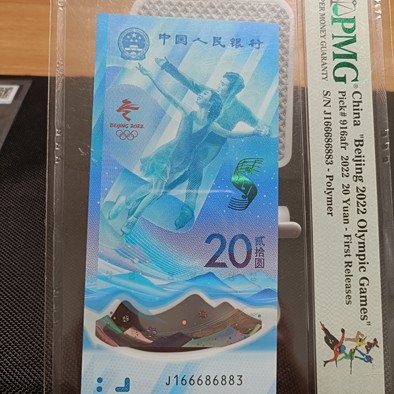 中国人民银行
BEIJING 2022
20
贰拾圆
J166686883
PMG
PAPER MONEY GUARANTY
China "Beijing 2022 Olympic Games"
Pick# 916afr 2022 20 Yuan - First Releases
S/N J166686883 - Polymer